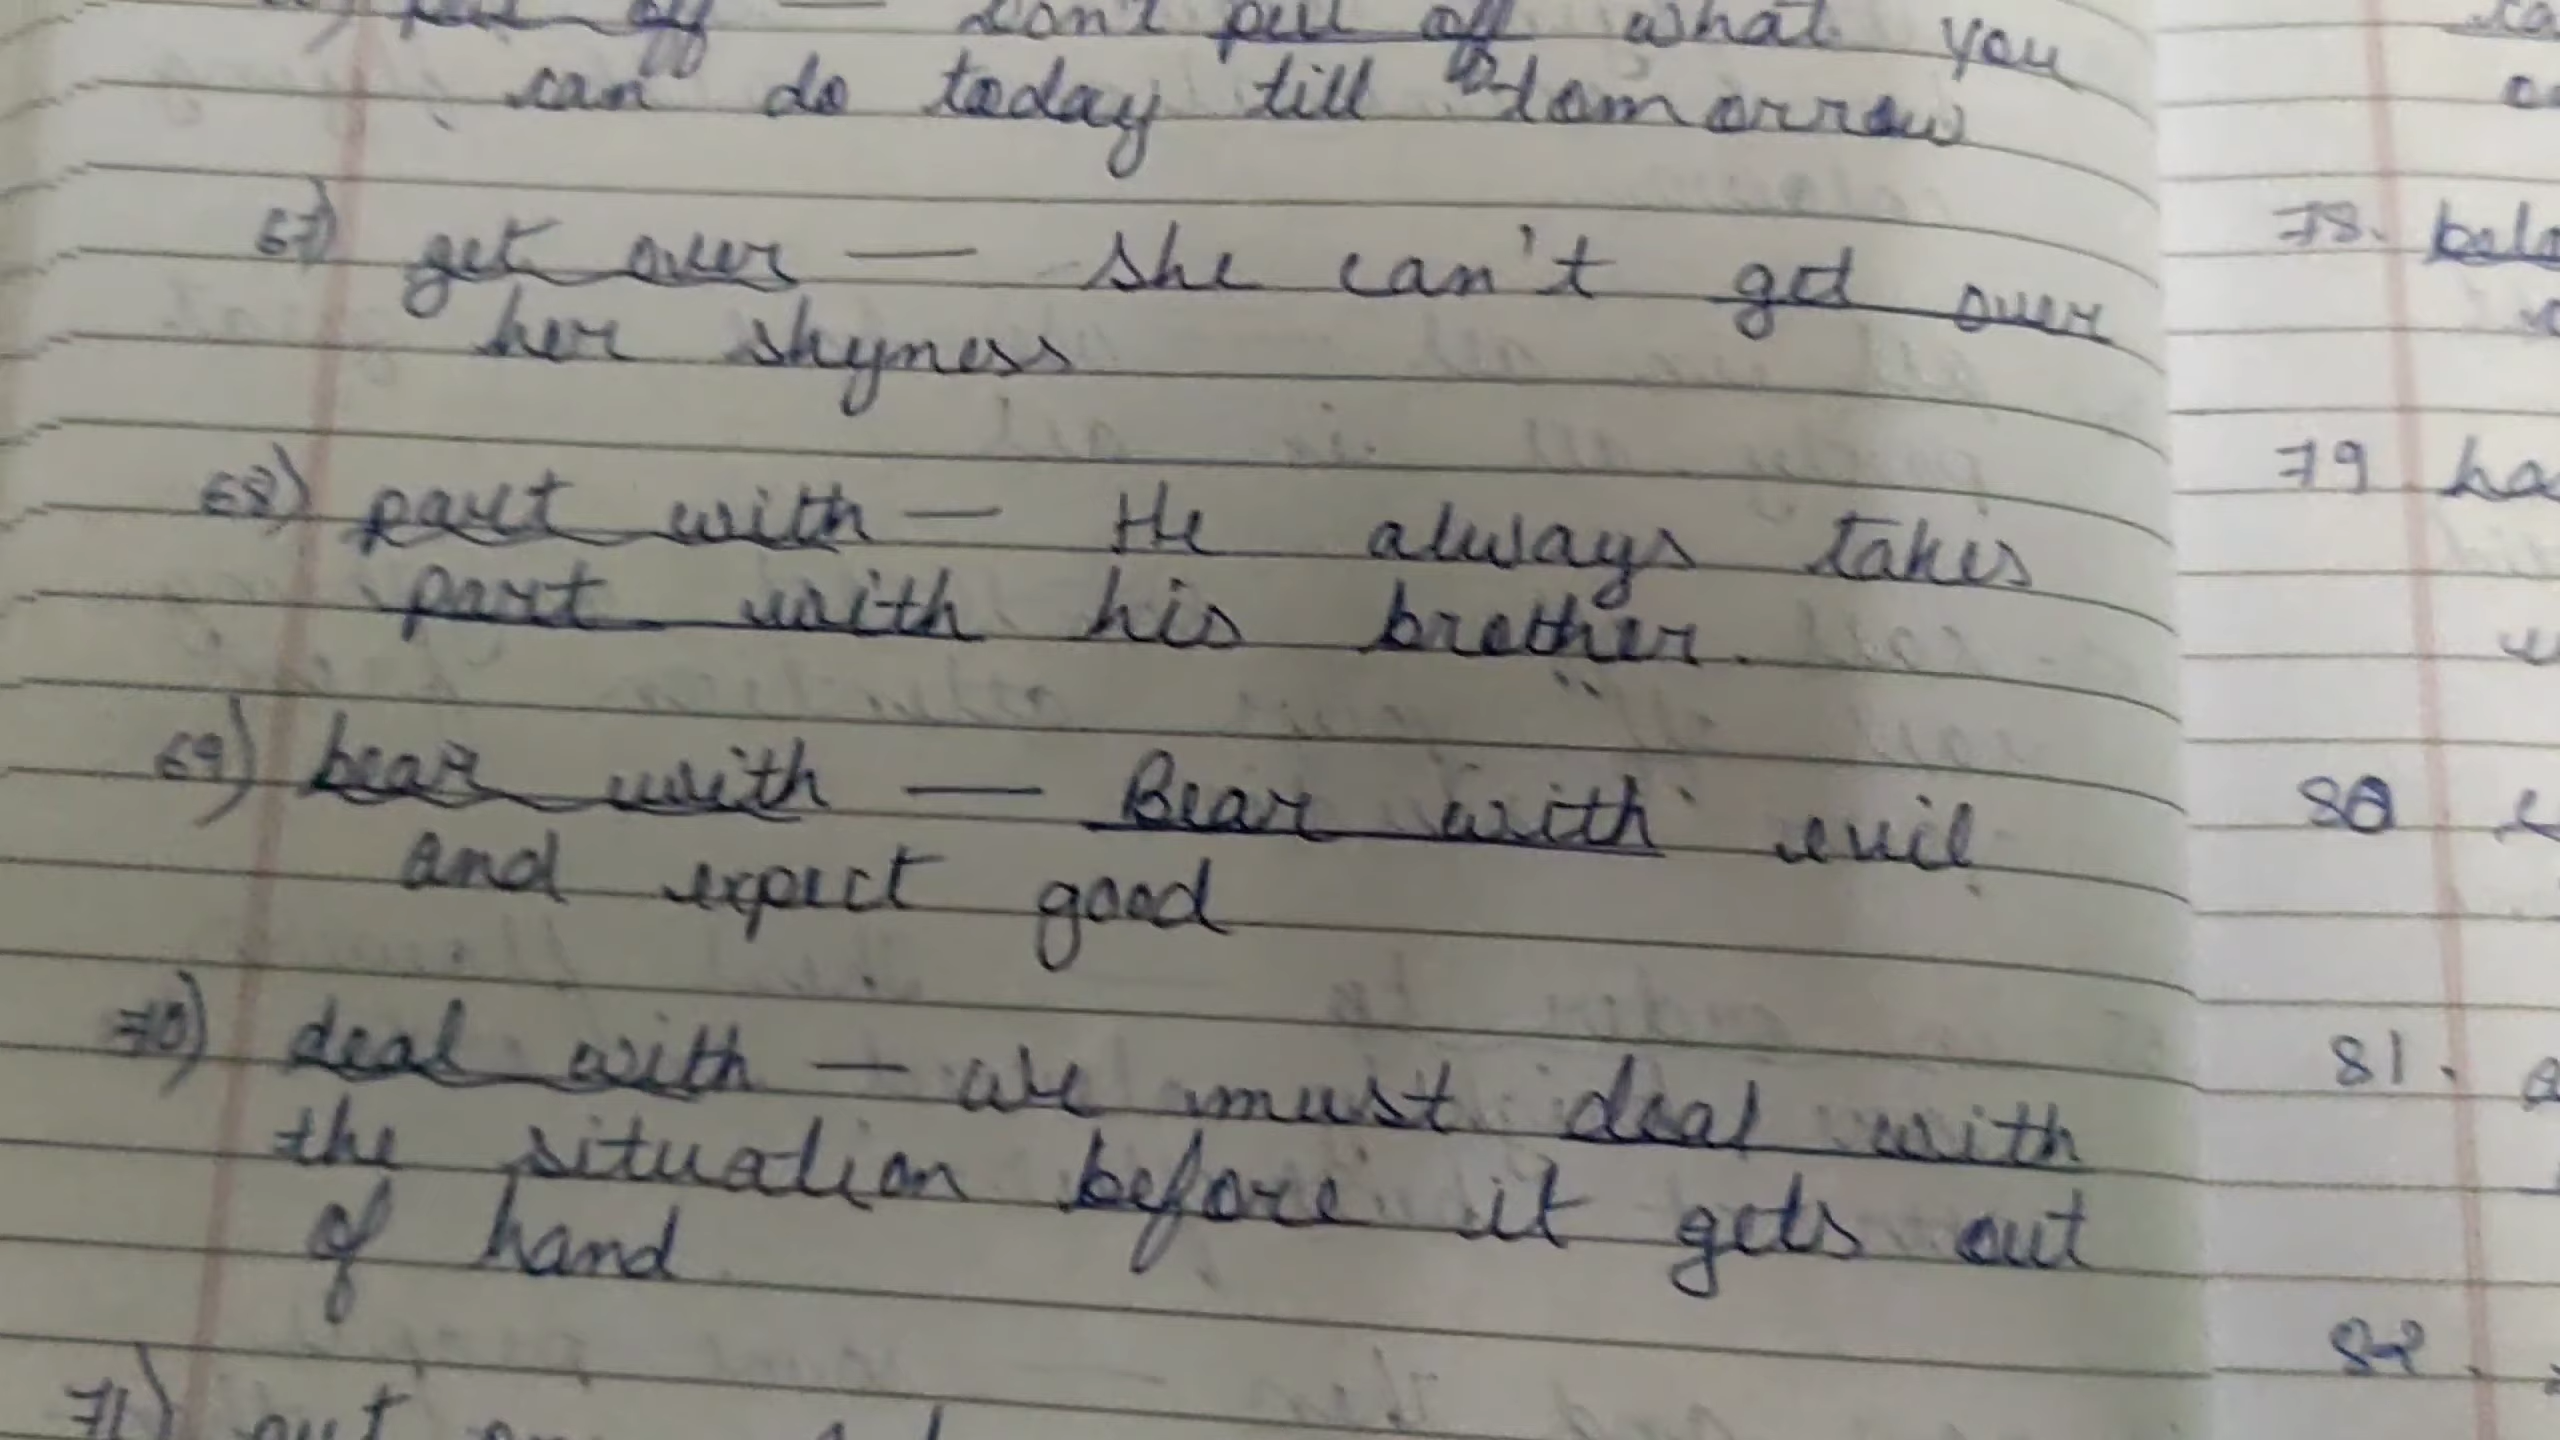 put off — Don't put off what you
can do today till tomorrow
67) get over — She can't get over
her shyness
68) part with — He always takes
part with his brother.
69) bear with — Bear with evil
and expect good
70) deal with — we must deal with
the situation before it gets out
of hand
71)
78.
79
80
81.
82.